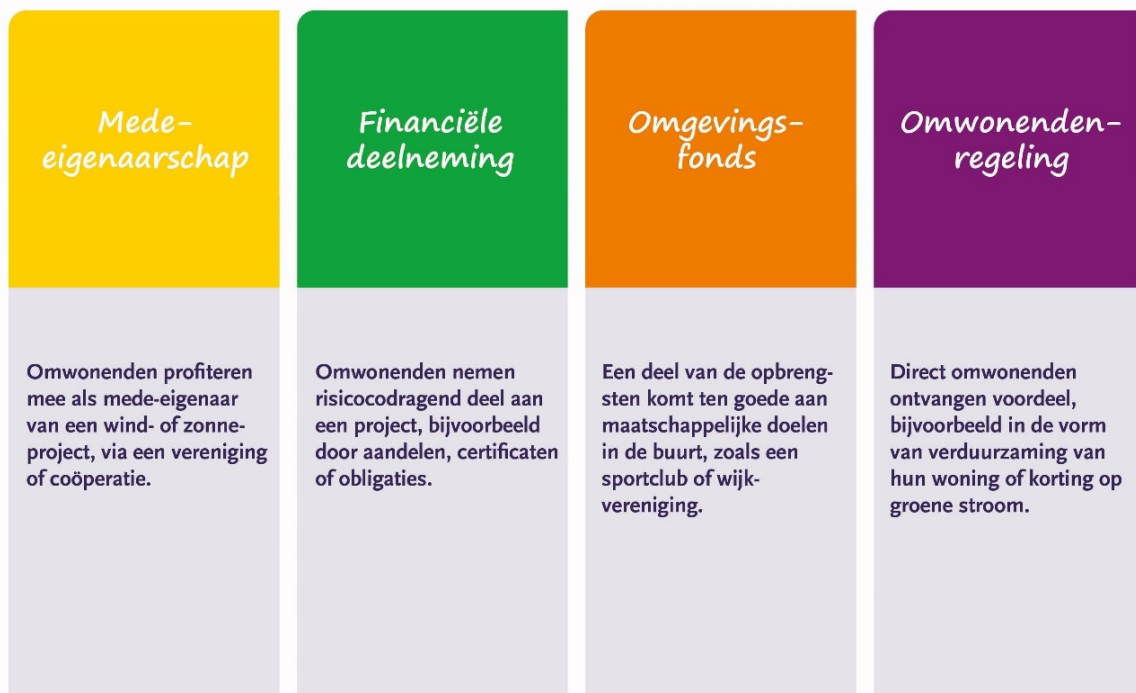 Mede-
eigenaarschap
Omwonenden profiteren
mee als mede-eigenaar
van een wind- of zonne-
project, via een vereniging
of coöperatie.
Financiële
deelneming
Omwonenden nemen
risicocodragend deel aan
een project, bijvoorbeeld
door aandelen, certificaten
of obligaties.
Omgevings-
fonds
Een deel van de opbreng-
sten komt ten goede aan
maatschappelijke doelen
in de buurt, zoals een
sportclub of wijk-
vereniging.
Omwonenden-
regeling
Direct omwonenden
ontvangen voordeel,
bijvoorbeeld in de vorm
van verduurzaming van
hun woning of korting op
groene stroom.